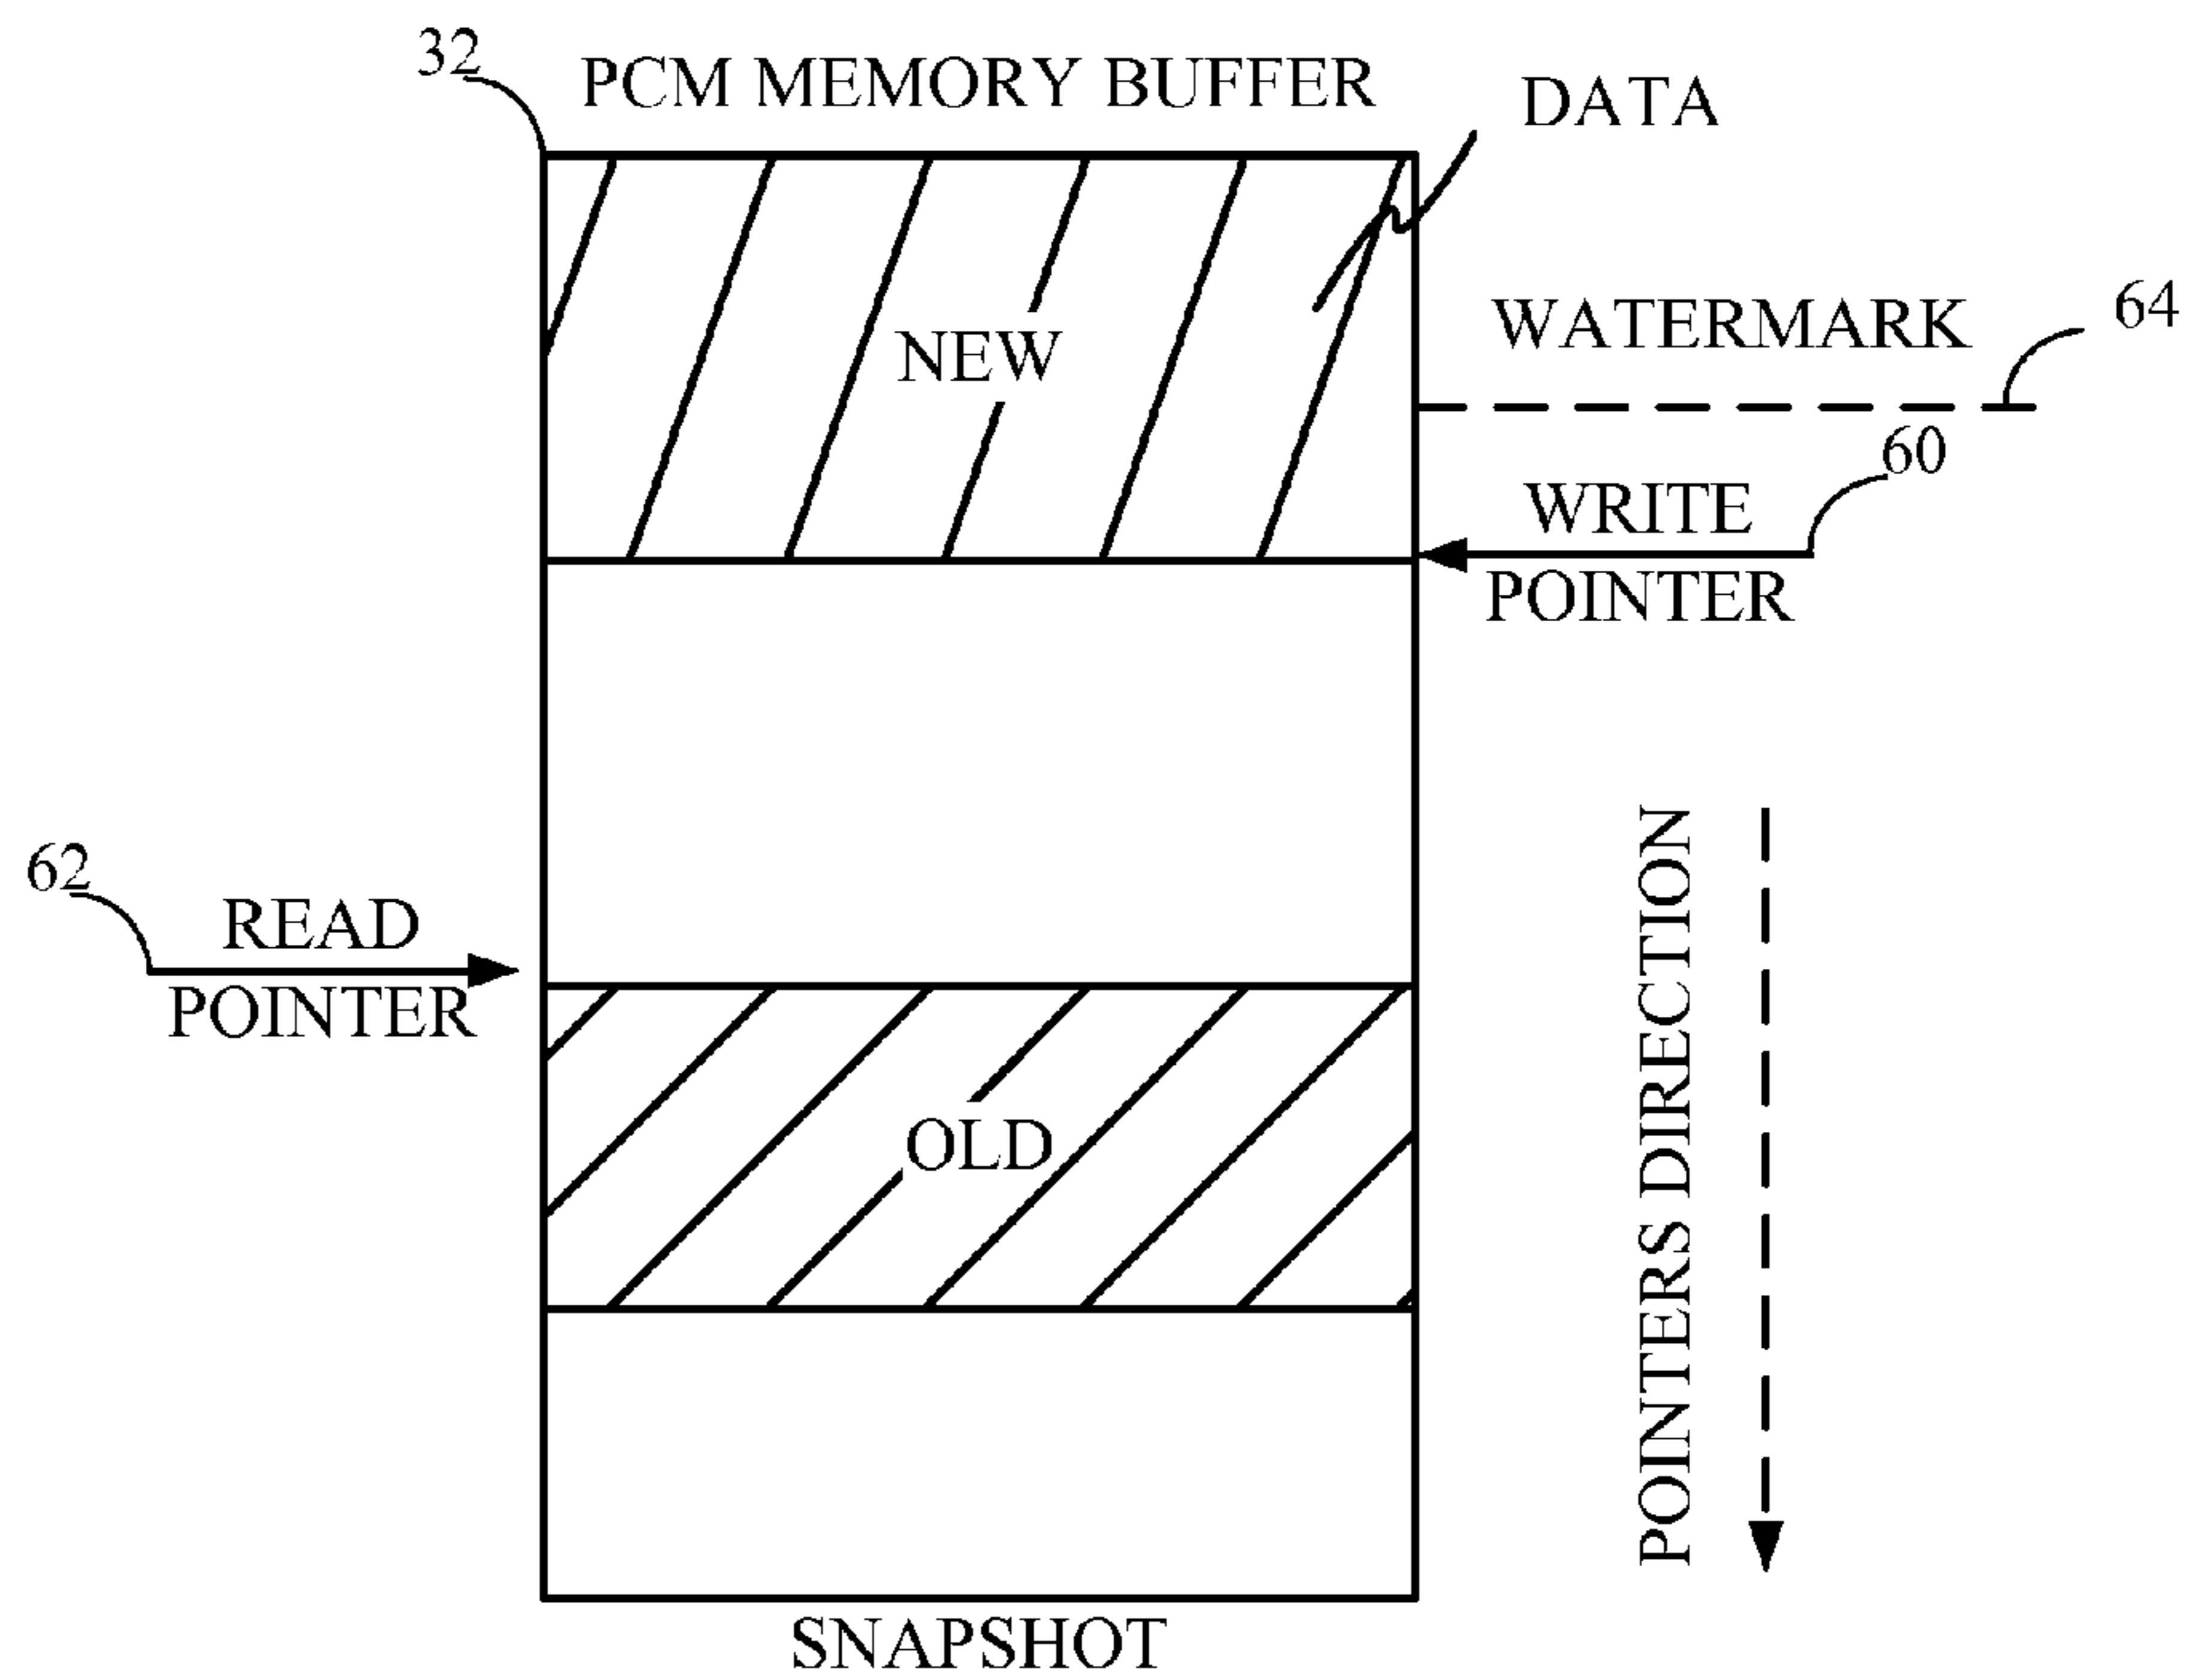 32
PCM MEMORY BUFFER
DATA
NEW
WATERMARK
64
60
WRITE
POINTER
62
READ
POINTER
OLD
POINTERS DIRECTION
SNAPSHOT